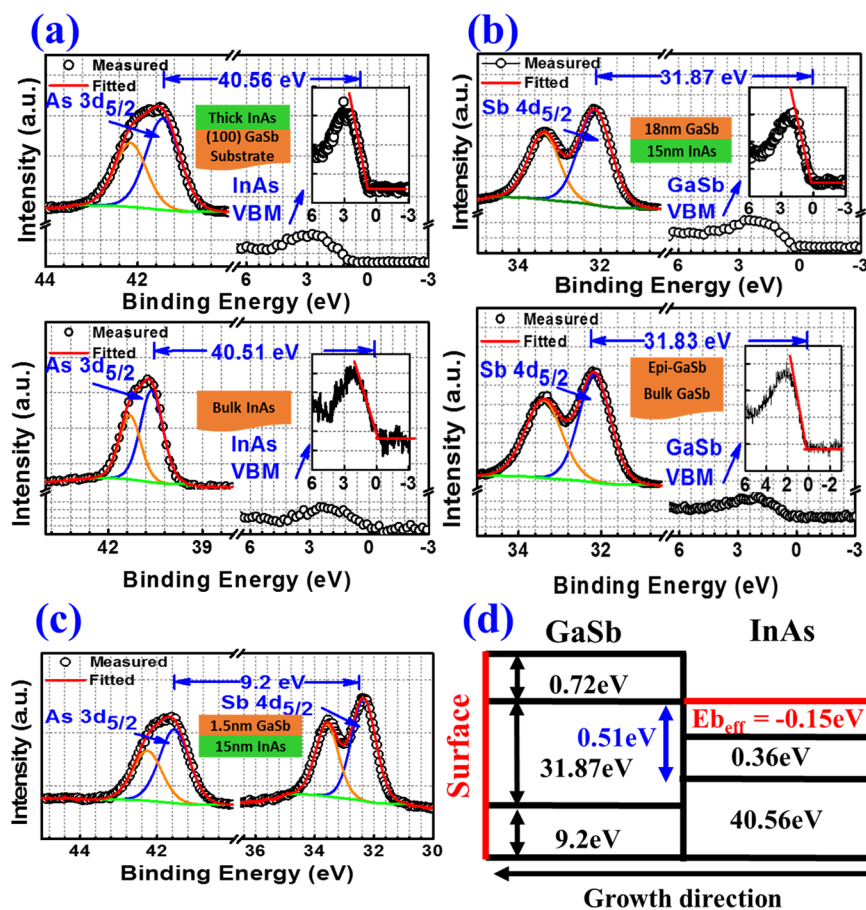 (a)
Measured
Fitted
40.56 eV
As 3d5/2
Thick InAs
(100) GaSb
Substrate
InAs
VBM
6 3 0 -3
Intensity (a.u.)
44 42 6 3 0 -3
Binding Energy (eV)
Measured
Fitted
40.51 eV
As 3d5/2
Bulk InAs
InAs
VBM
6 3 0 -3
Intensity (a.u.)
42 39 6 3 0 -3
Binding Energy (eV)
(b)
Measured
Fitted
31.87 eV
Sb 4d5/2
18nm GaSb
15nm InAs
GaSb
VBM
6 3 0 -3
Intensity (a.u.)
34 32 6 3 0 -3
Binding Energy (eV)
Measured
Fitted
31.83 eV
Sb 4d5/2
Epi-GaSb
Bulk GaSb
GaSb
VBM
6 4 2 0 -2
Intensity (a.u.)
34 32 6 3 0 -3
Binding Energy (eV)
(c)
Measured
Fitted
9.2 eV
As 3d5/2
Sb 4d5/2
1.5nm GaSb
15nm InAs
Intensity (a.u.)
44 42 36 34 32 30
Binding Energy (eV)
(d)
GaSb InAs
Surface
0.72eV
Ebeff = -0.15eV
0.51eV
0.36eV
31.87eV
40.56eV
9.2eV
Growth direction